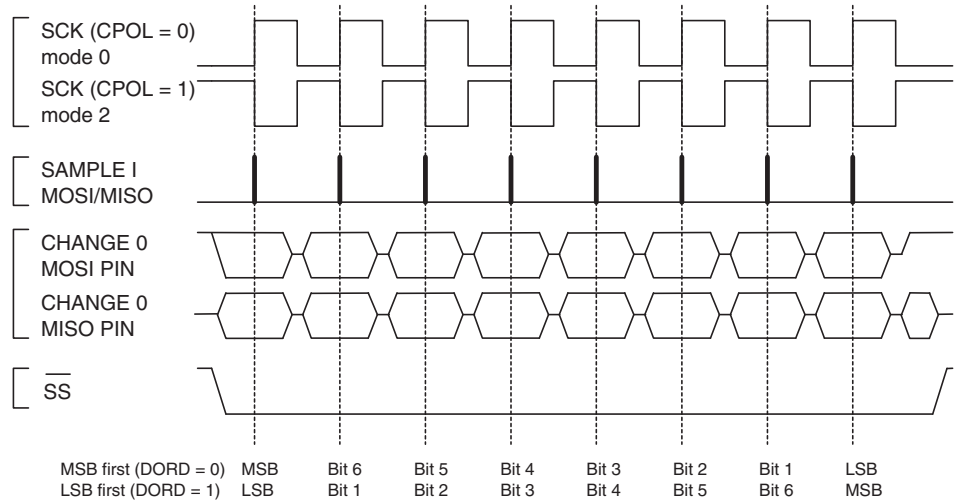 SCK (CPOL = 0)
mode 0
SCK (CPOL = 1)
mode 2
SAMPLE I
MOSI/MISO
CHANGE 0
MOSI PIN
CHANGE 0
MISO PIN
SS
MSB first (DORD = 0) MSB Bit 6 Bit 5 Bit 4 Bit 3 Bit 2 Bit 1 LSB
LSB first (DORD = 1) LSB Bit 1 Bit 2 Bit 3 Bit 4 Bit 5 Bit 6 MSB